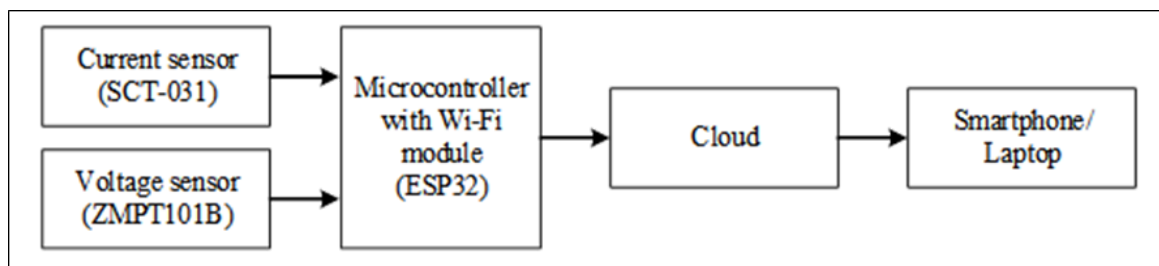 Current sensor
(SCT-031)
Voltage sensor
(ZMPT101B)
Microcontroller
with Wi-Fi
module
(ESP32)
Cloud
Smartphone/
Laptop